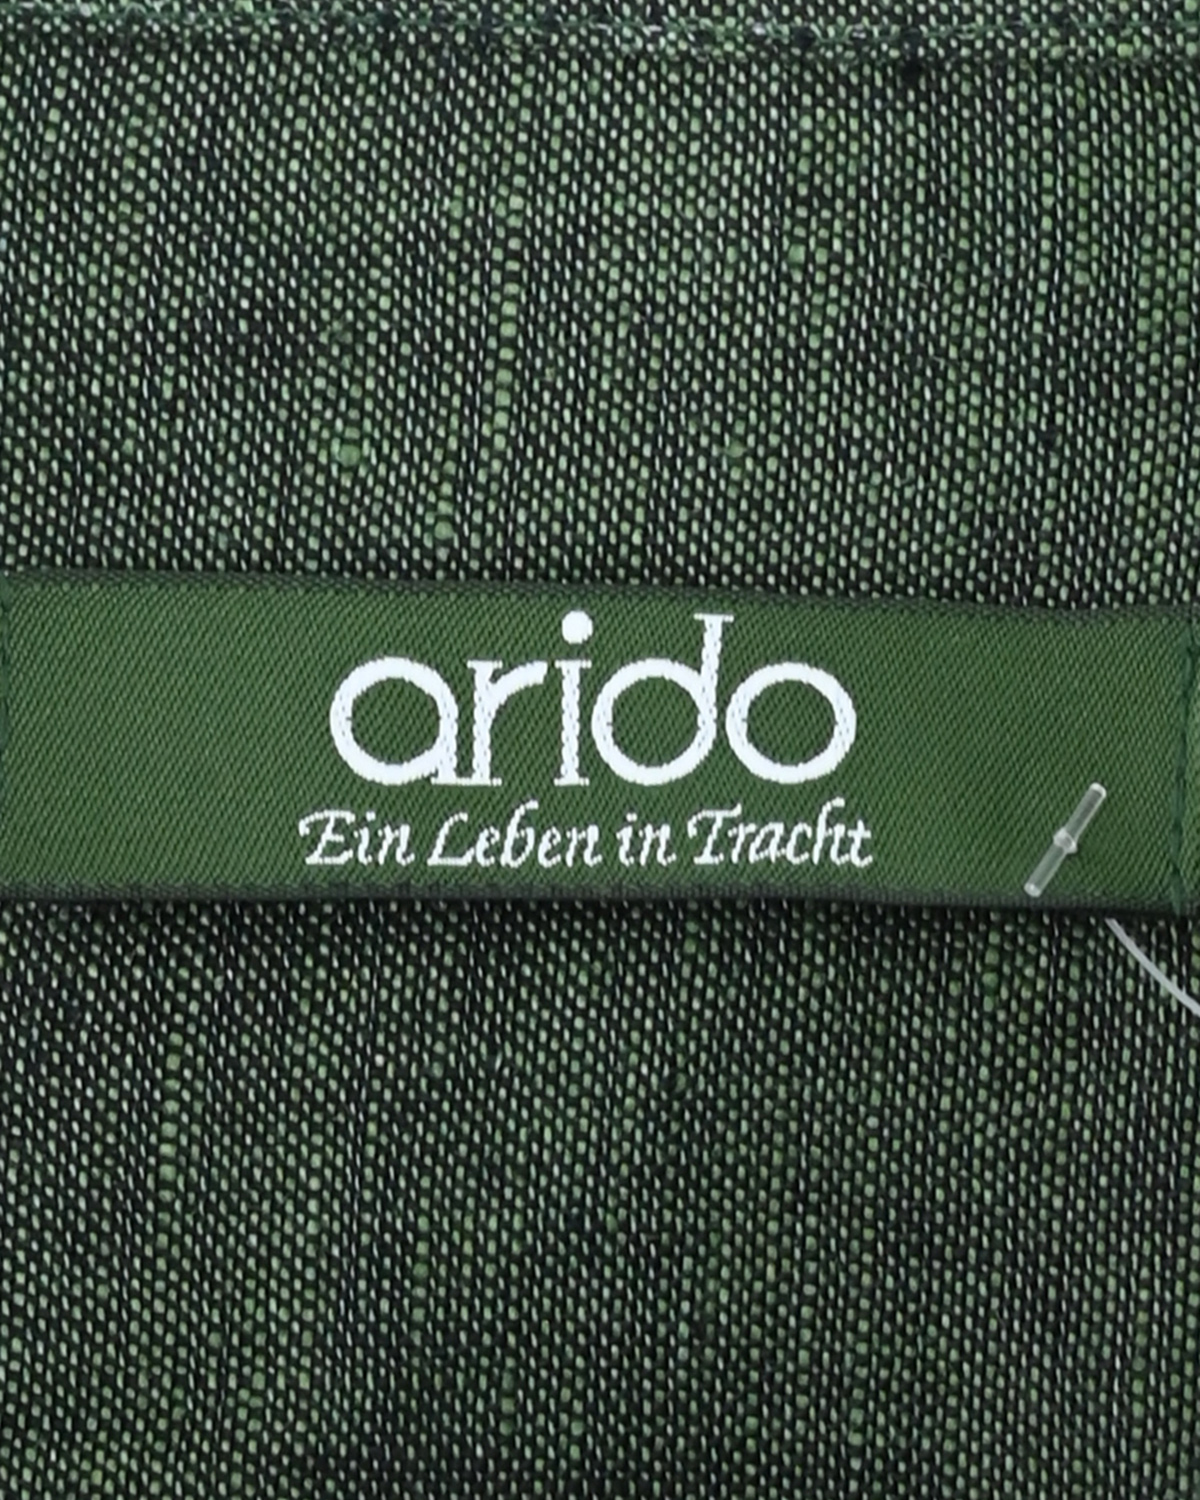 arido
Ein Leben in Tracht